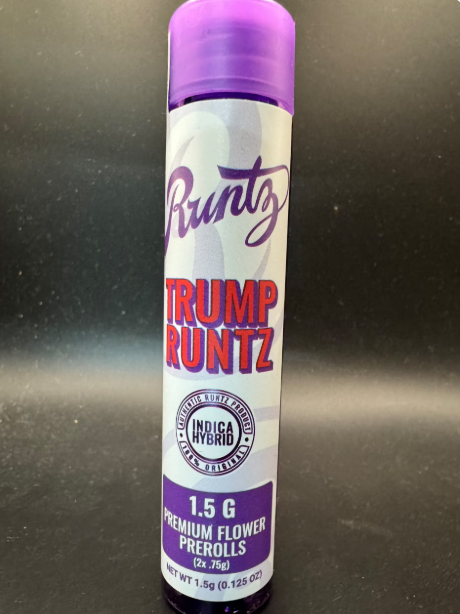 Runtz
TRUMP
RUNTZ
AUTHENTIC RUNTZ PRODUCT
INDICA
HYBRID
100% ORIGINAL
1.5 G
PREMIUM FLOWER
PREROLLS
(2x .75g)
NET WT 1.5g (0.125 OZ)